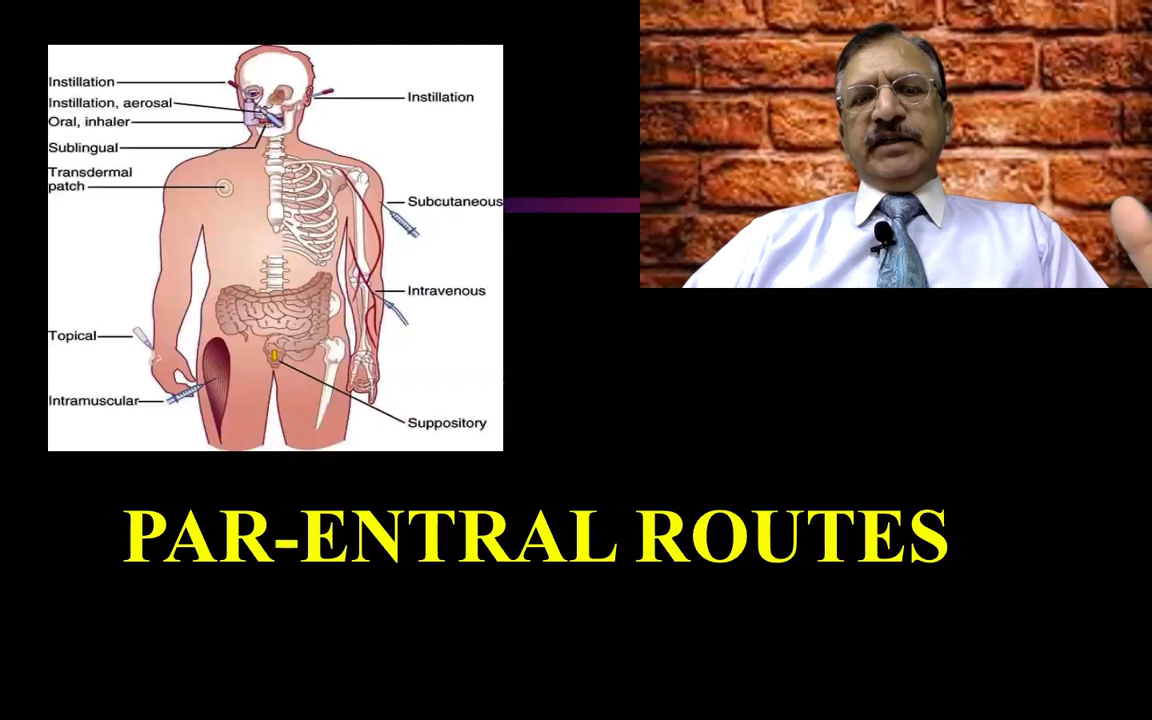 Instillation
Instillation, aerosal
Oral, inhaler
Sublingual
Transdermal
patch
Topical
Intramuscular
Instillation
Subcutaneous
Intravenous
Suppository
PAR-ENTRAL ROUTES